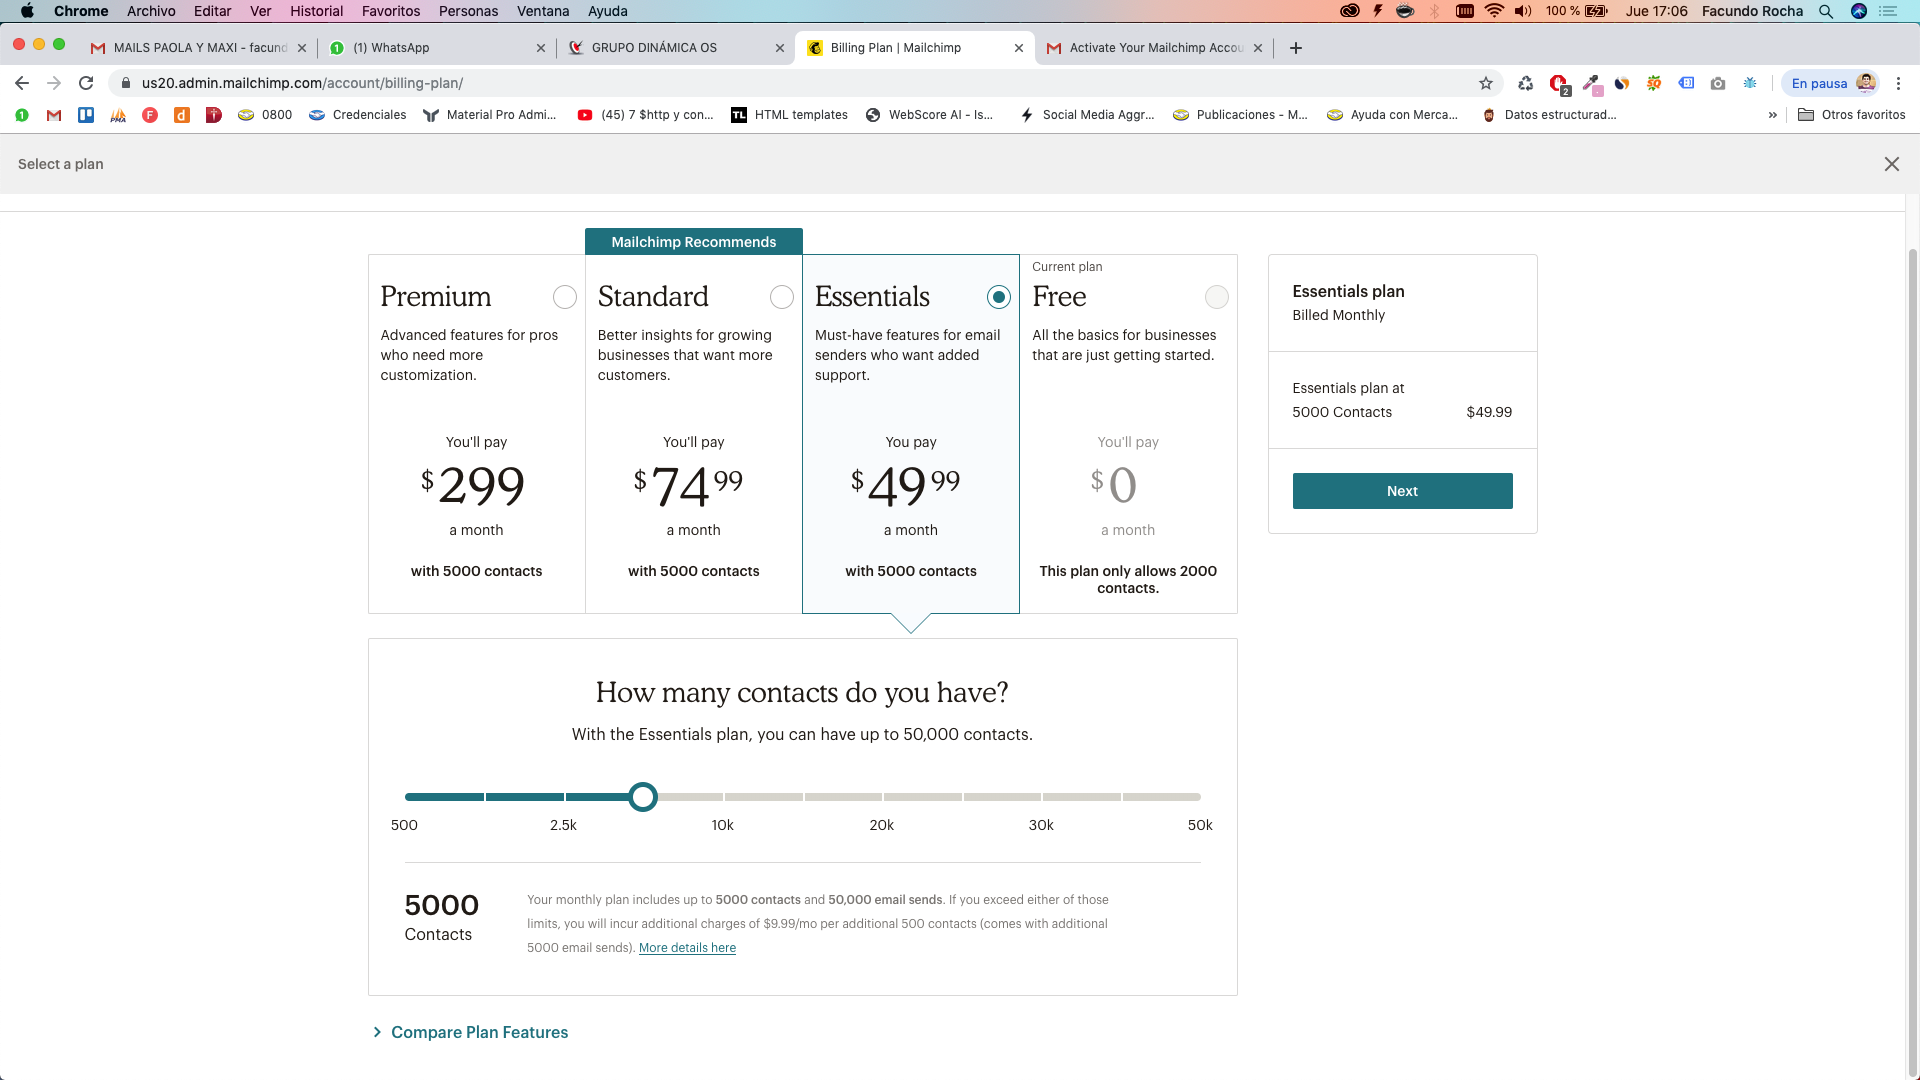 Chrome Archivo Editar Ver Historial Favoritos Personas Ventana Ayuda 100 % Jue 17:06 Facundo Rocha
MAILS PAOLA Y MAXI - facund (1) WhatsApp GRUPO DINÁMICA OS Billing Plan | Mailchimp Activate Your Mailchimp Accou
us20.admin.mailchimp.com/account/billing-plan/ 2 En pausa
0800 Credenciales Material Pro Admi... (45) 7 $http y con... TL HTML templates WebScore AI - Is... Social Media Aggr... Publicaciones - M... Ayuda con Merca... Datos estructurad... » Otros favoritos
Select a plan
Mailchimp Recommends
Premium
Advanced features for pros
who need more
customization.
You'll pay
$299
a month
with 5000 contacts
Standard
Better insights for growing
businesses that want more
customers.
You'll pay
$74 99
a month
with 5000 contacts
Essentials
Must-have features for email
senders who want added
support.
You pay
$49 99
a month
with 5000 contacts
Current plan
Free
All the basics for businesses
that are just getting started.
You'll pay
$0
a month
This plan only allows 2000
contacts.
Essentials plan
Billed Monthly
Essentials plan at
5000 Contacts $49.99
Next
How many contacts do you have?
With the Essentials plan, you can have up to 50,000 contacts.
500 2.5k 10k 20k 30k 50k
5000
Contacts
Your monthly plan includes up to 5000 contacts and 50,000 email sends. If you exceed either of those
limits, you will incur additional charges of $9.99/mo per additional 500 contacts (comes with additional
5000 email sends). More details here
Compare Plan Features